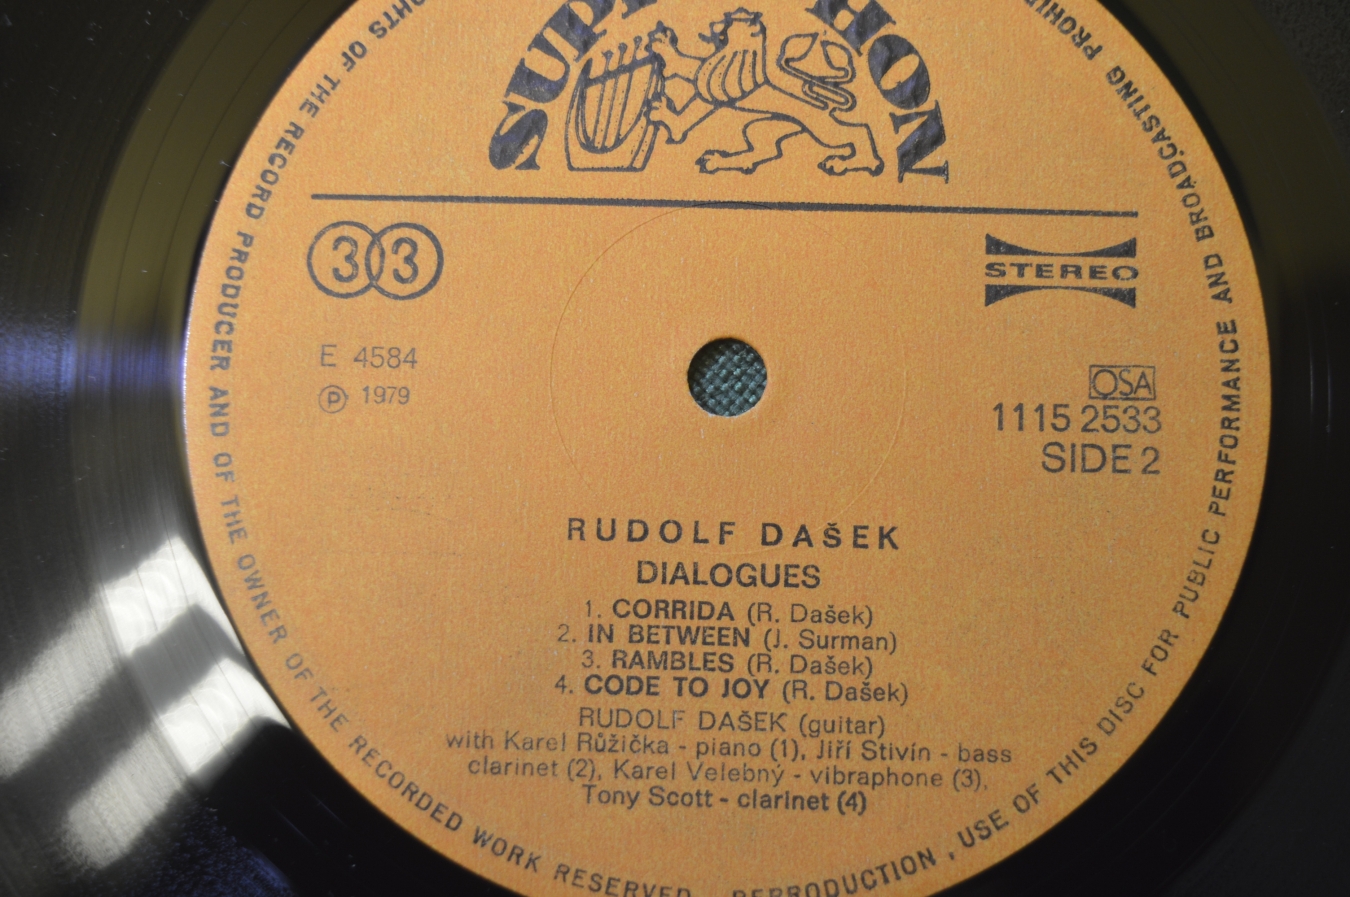 SUPRAPHON
33
STEREO
E 4584
Ⓟ 1979
OSA
1115 2533
SIDE 2
RUDOLF DAŠEK
DIALOGUES
1. CORRIDA (R. Dašek)
2. IN BETWEEN (J. Surman)
3. RAMBLES (R. Dašek)
4. CODE TO JOY (R. Dašek)
RUDOLF DAŠEK (guitar)
with Karel Růžička - piano (1), Jiří Stivín - bass
clarinet (2), Karel Velebný - vibraphone (3),
Tony Scott - clarinet (4)
OF THE RECORD PRODUCER AND OF THE OWNER OF THE RECORDED WORK RESERVED REPRODUCTION, USE OF THIS DISC FOR PUBLIC PERFORMANCE AND BROADCASTING